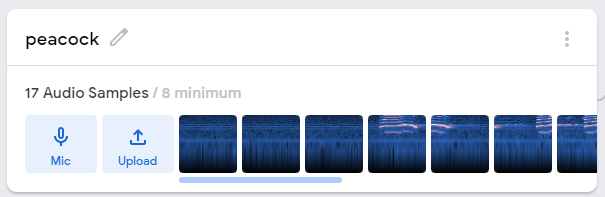 peacock
17 Audio Samples / 8 minimum
Mic
Upload